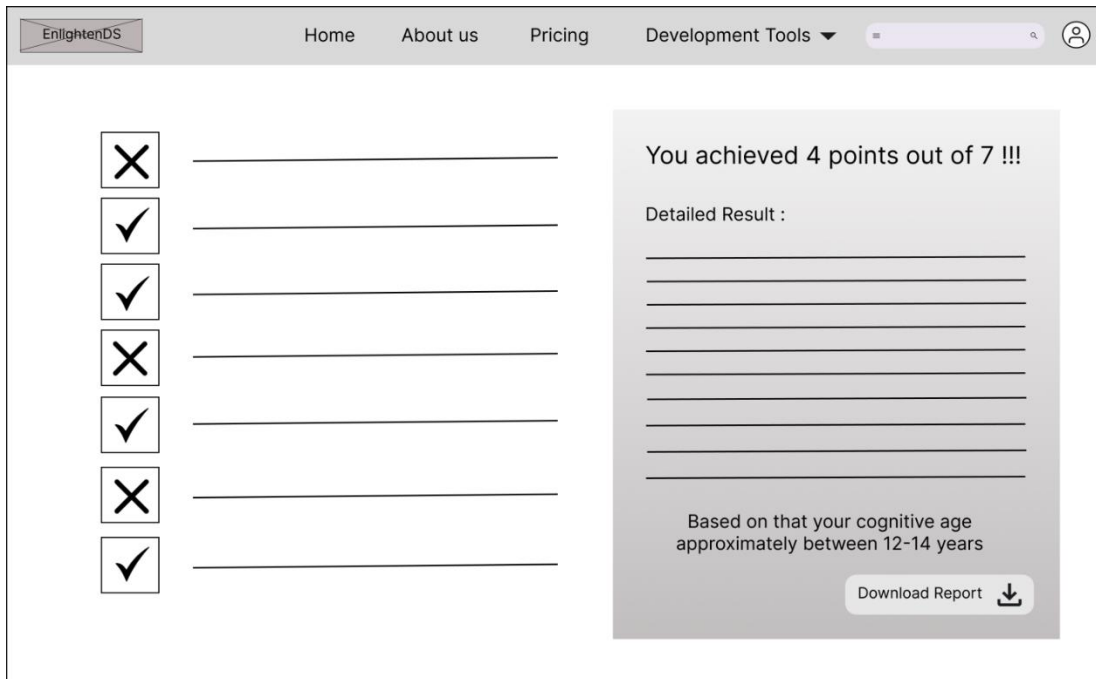 EnlightenDS
Home About us Pricing Development Tools
You achieved 4 points out of 7 !!!
Detailed Result :
Based on that your cognitive age
approximately between 12-14 years
Download Report